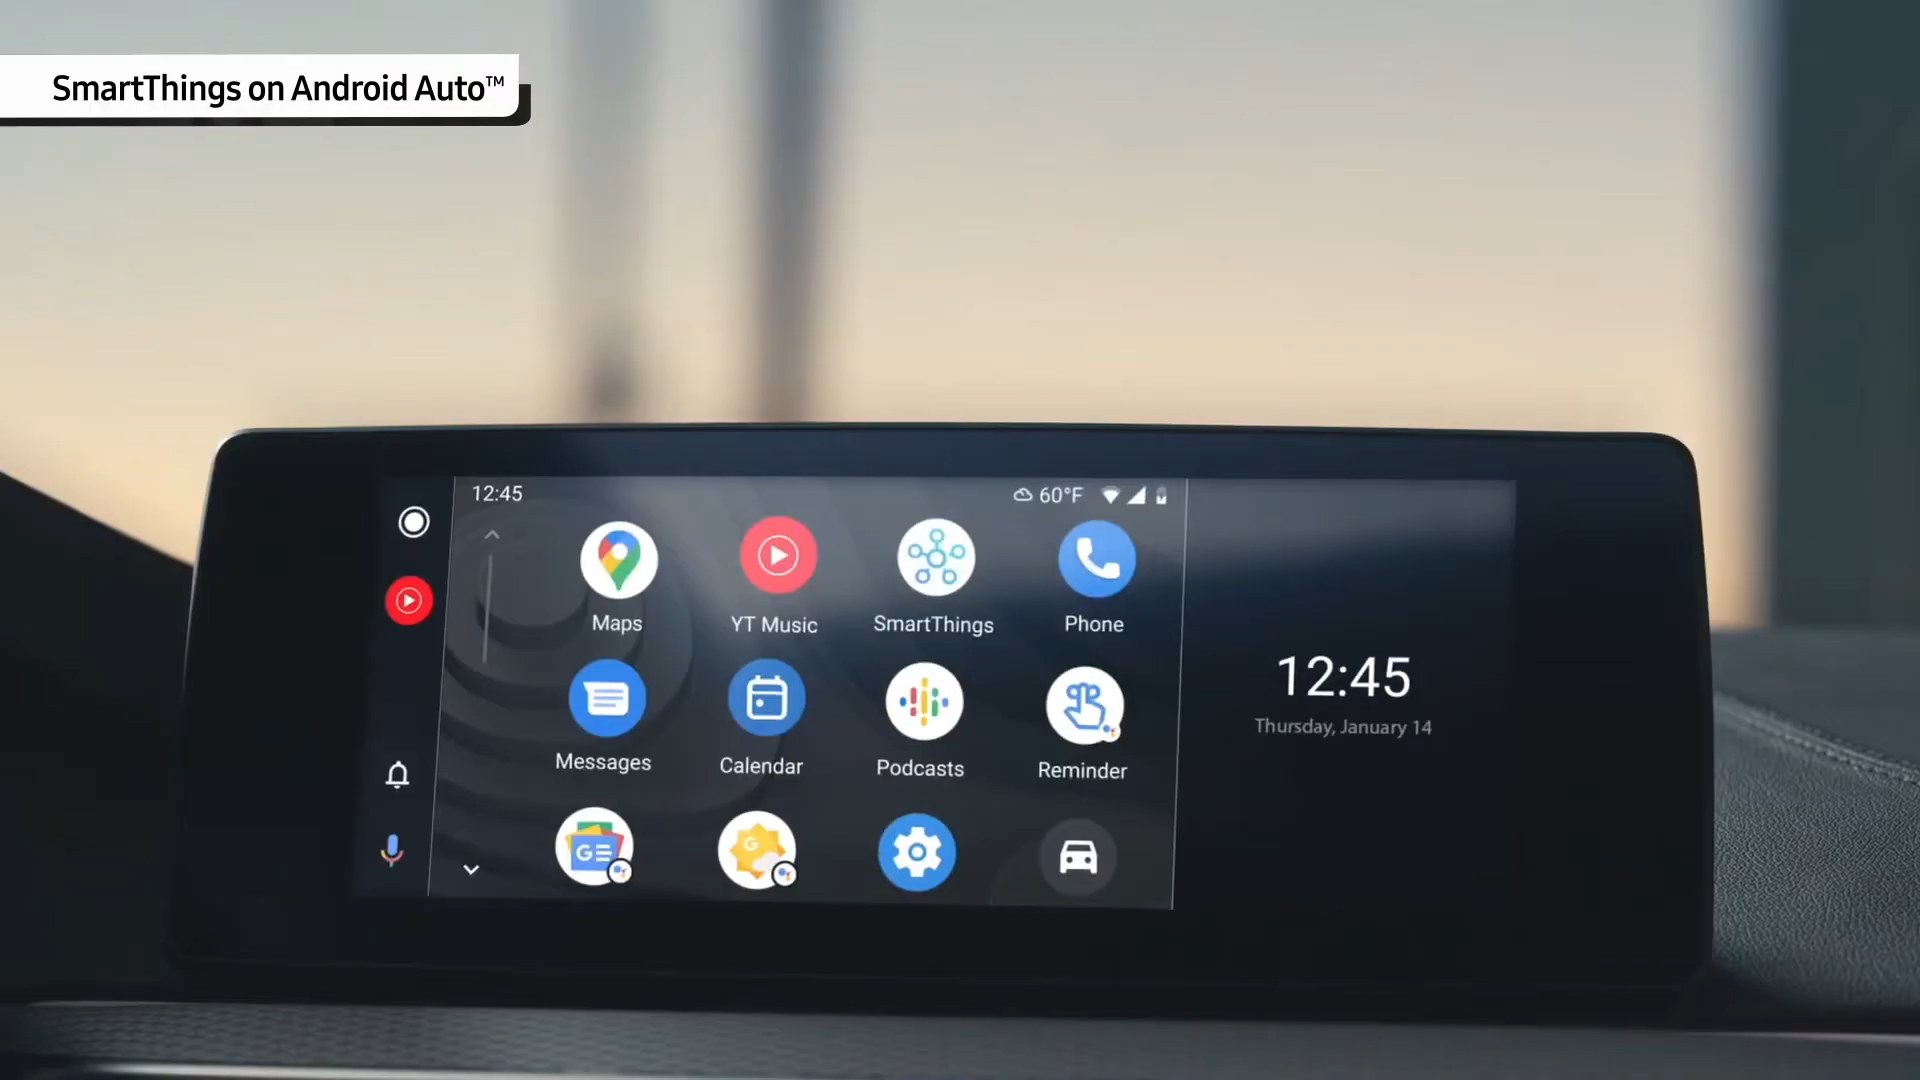 SmartThings on Android Auto™
12:45
60°F
Maps
YT Music
SmartThings
Phone
Messages
Calendar
Podcasts
Reminder
GE
G
12:45
Thursday, January 14